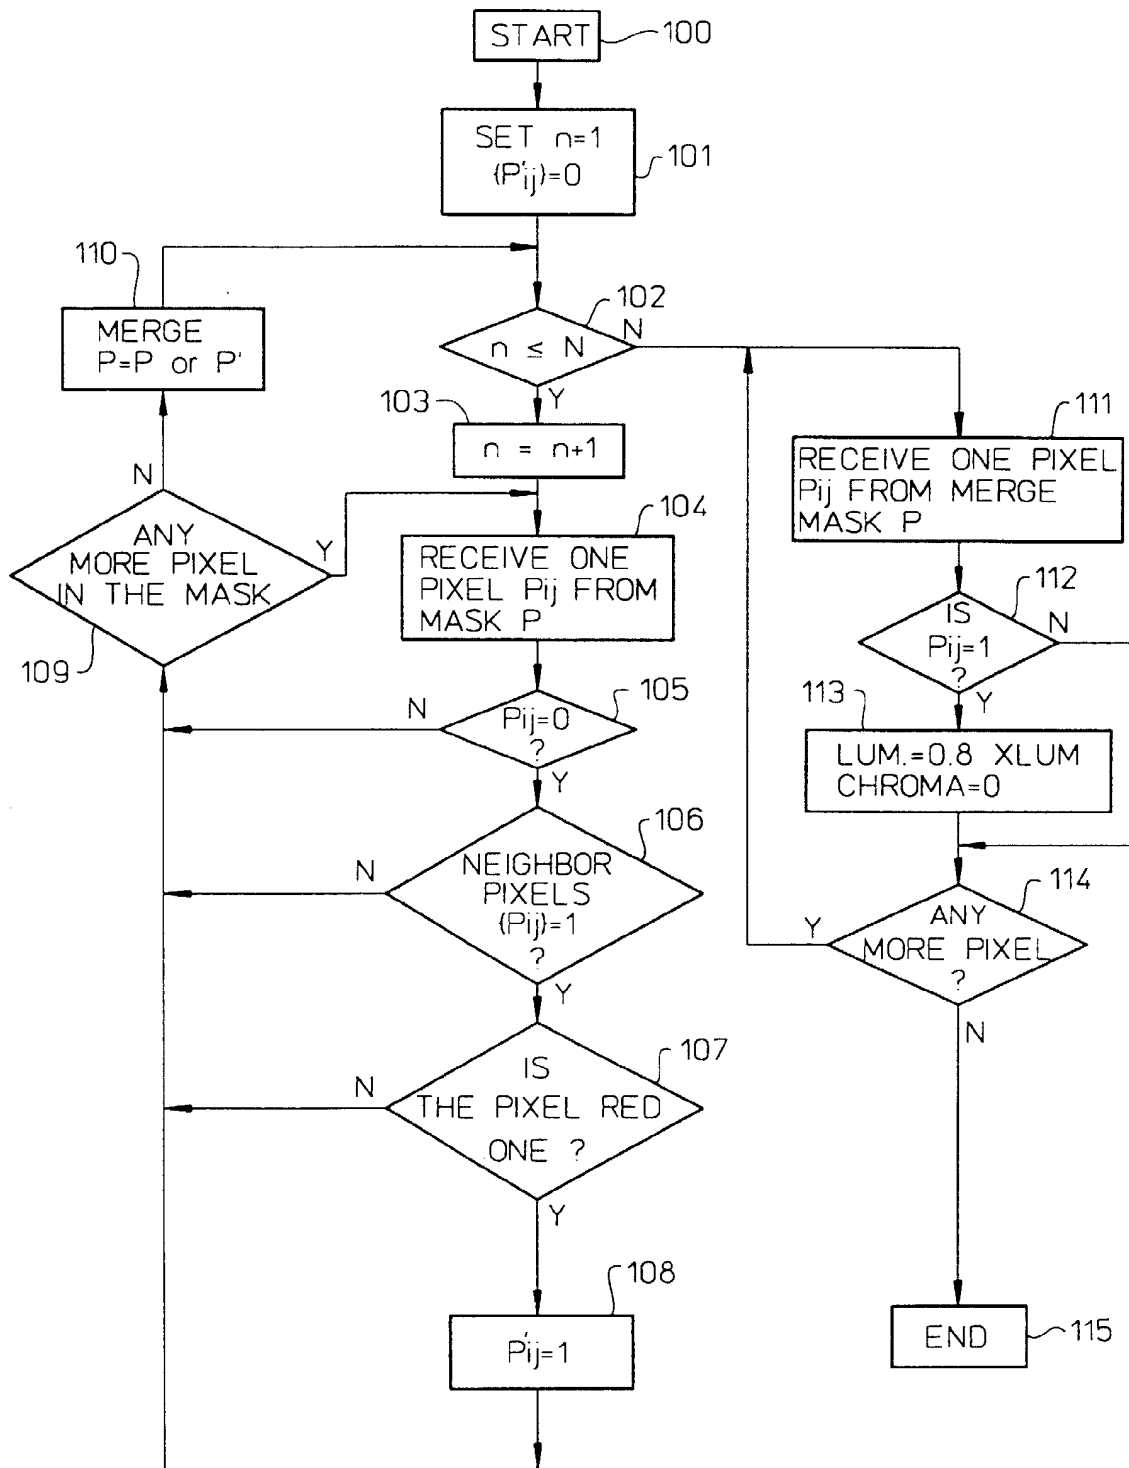 START
100
SET n=1
(P'ij)=0
101
110
MERGE
P=P or P'
102
n ≤ N
N
Y
103
n = n+1
N
ANY
MORE PIXEL
IN THE MASK
Y
109
104
RECEIVE ONE
PIXEL Pij FROM
MASK P
105
N
Pij=0
?
Y
106
N
NEIGHBOR
PIXELS
(Pij)=1
?
Y
107
N
IS
THE PIXEL RED
ONE ?
Y
108
P'ij=1
111
RECEIVE ONE PIXEL
Pij FROM MERGE
MASK P
112
IS
Pij=1
?
N
Y
113
LUM.=0.8 XLUM
CHROMA=0
114
Y
ANY
MORE PIXEL
?
N
END
115